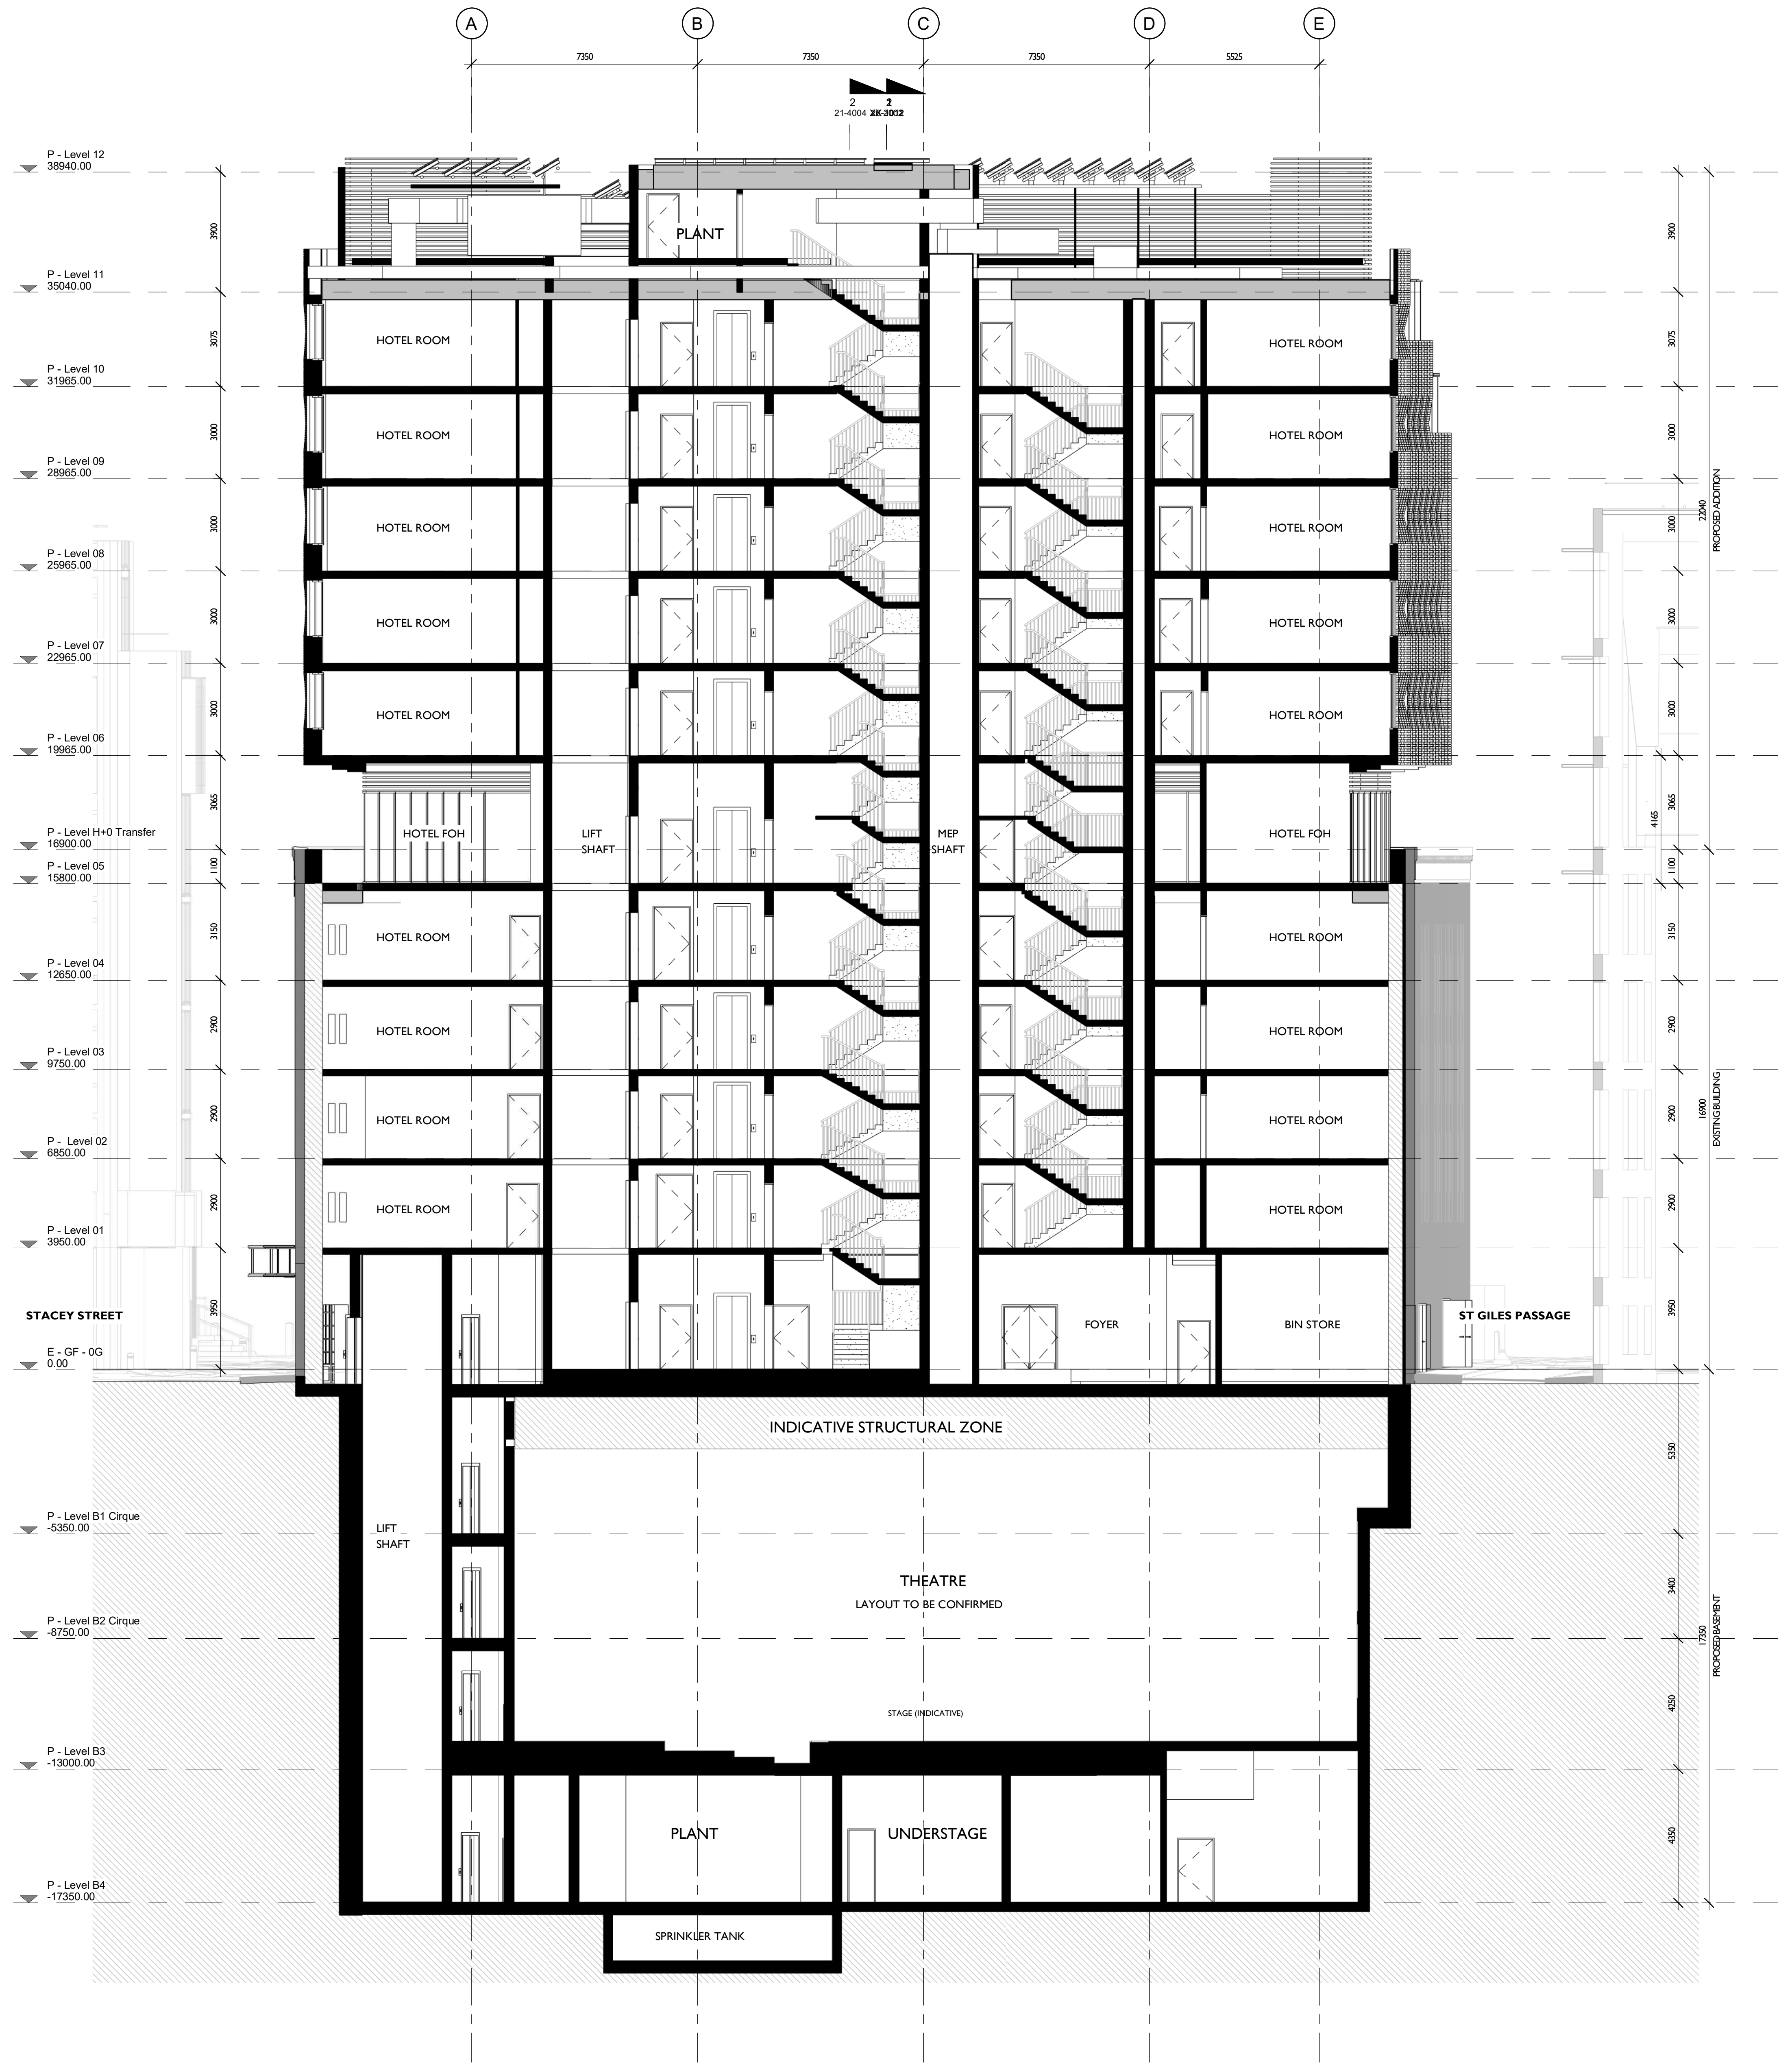 A B C D E
7350 7350 7350 5525
2 2
21-4004
P - Level 12
38940.00
3900 3900
PLANT
P - Level 11
35040.00
3075 3075
HOTEL ROOM HOTEL ROOM
P - Level 10
31965.00
3000 3000
HOTEL ROOM HOTEL ROOM
P - Level 09
28965.00
3000 3000
HOTEL ROOM HOTEL ROOM
22040
PROPOSED ADDITION
P - Level 08
25965.00
3000 3000
HOTEL ROOM HOTEL ROOM
P - Level 07
22965.00
3000 3000
HOTEL ROOM HOTEL ROOM
P - Level 06
19965.00
3065 3065
4165
HOTEL FOH LIFT MEP HOTEL FOH
SHAFT SHAFT
P - Level H+0 Transfer
16900.00
1100 1100
P - Level 05
15800.00
3150 3150
HOTEL ROOM HOTEL ROOM
P - Level 04
12650.00
2900 2900
HOTEL ROOM HOTEL ROOM
P - Level 03
9750.00
2900 2900
HOTEL ROOM HOTEL ROOM
16900
EXISTING BUILDING
P - Level 02
6850.00
2900 2900
HOTEL ROOM HOTEL ROOM
P - Level 01
3950.00
3950 3950
STACEY STREET ST GILES PASSAGE
FOYER BIN STORE
E - GF - 0G
0.00
INDICATIVE STRUCTURAL ZONE
5350
P - Level B1 Cirque
-5350.00
LIFT
SHAFT
3400
THEATRE
LAYOUT TO BE CONFIRMED
P - Level B2 Cirque
-8750.00
17350
PROPOSED BASEMENT
4250
STAGE (INDICATIVE)
P - Level B3
-13000.00
4350
PLANT UNDERSTAGE
P - Level B4
-17350.00
SPRINKLER TANK